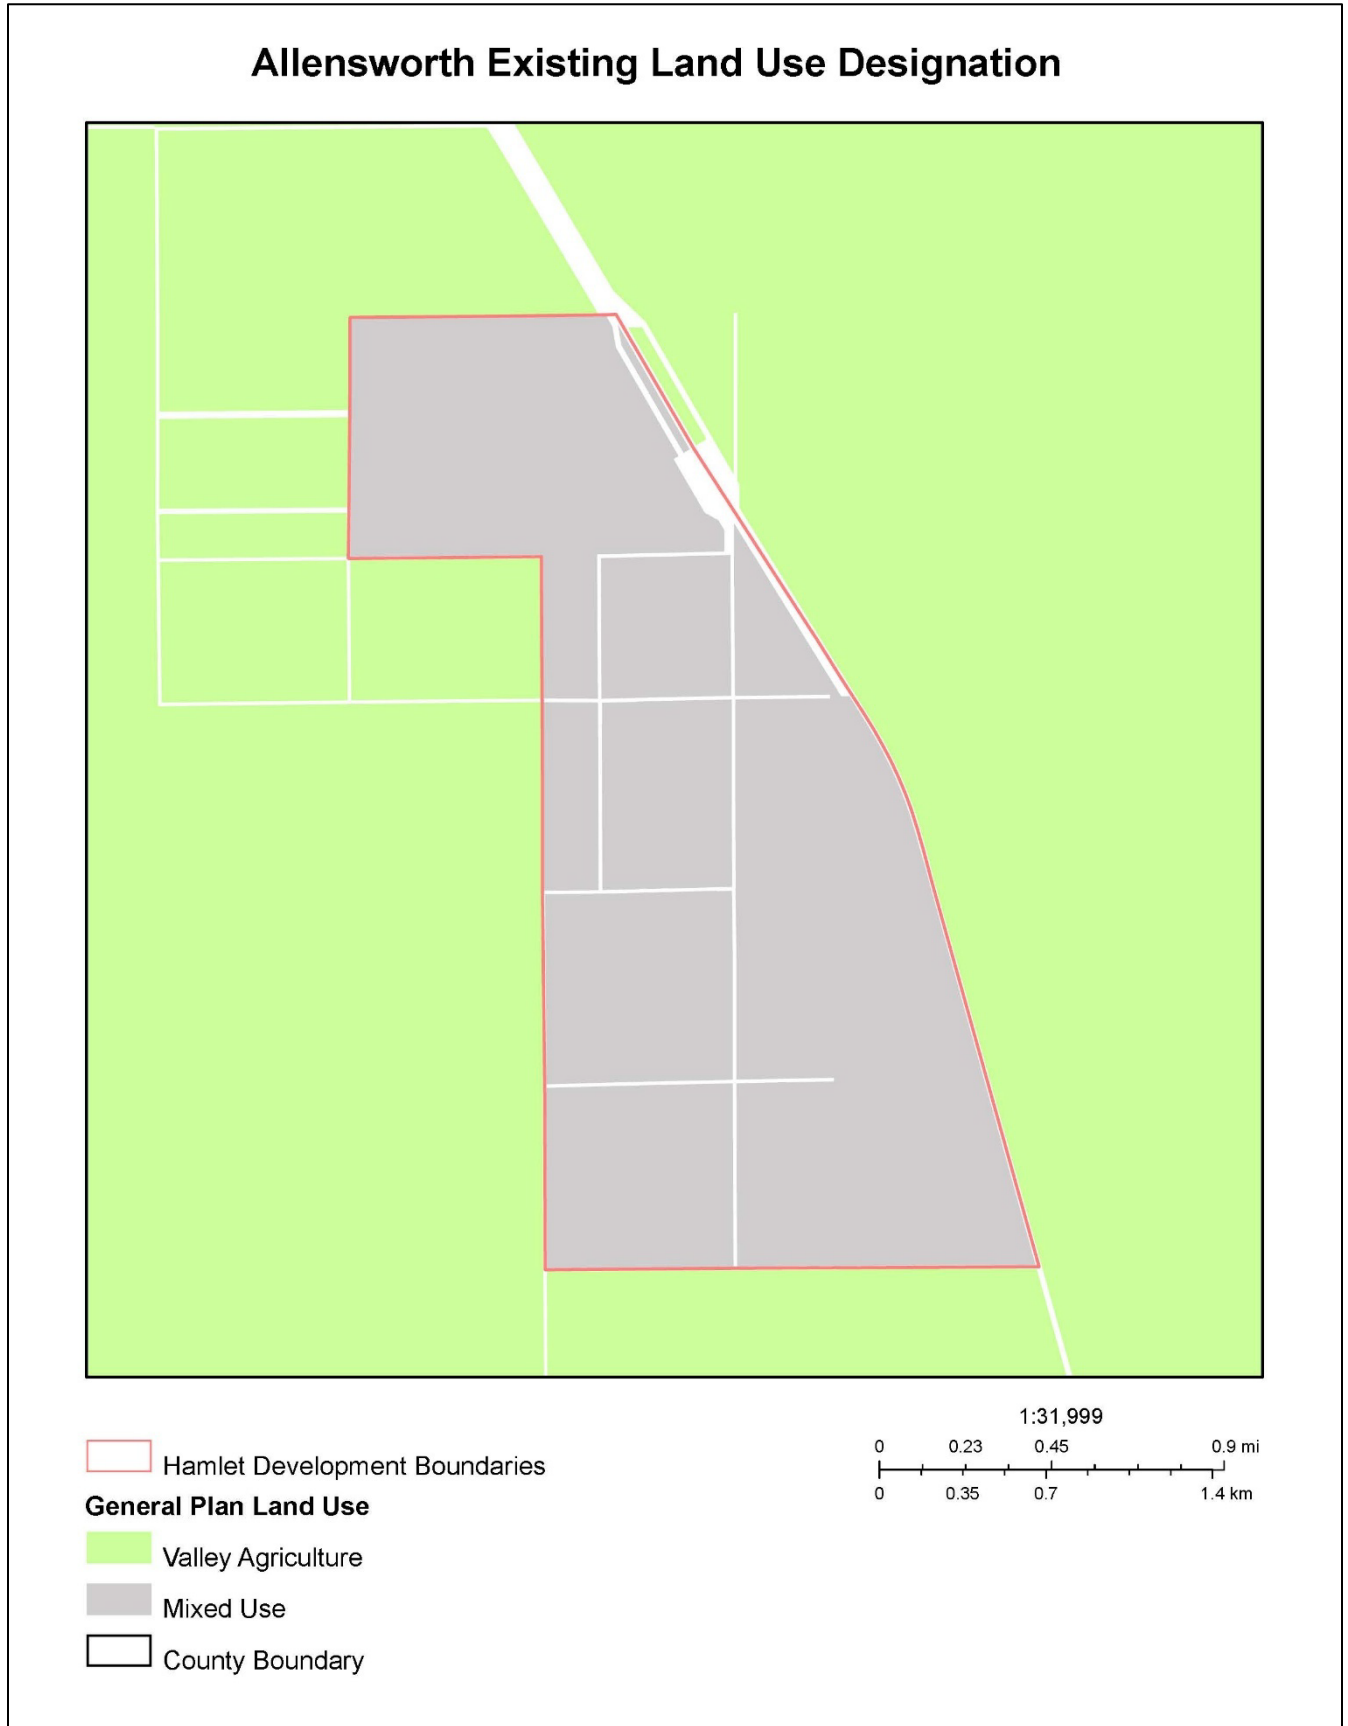 Allensworth Existing Land Use Designation
1:31,999
0 0.23 0.45 0.9 mi
0 0.35 0.7 1.4 km
Hamlet Development Boundaries
General Plan Land Use
Valley Agriculture
Mixed Use
County Boundary